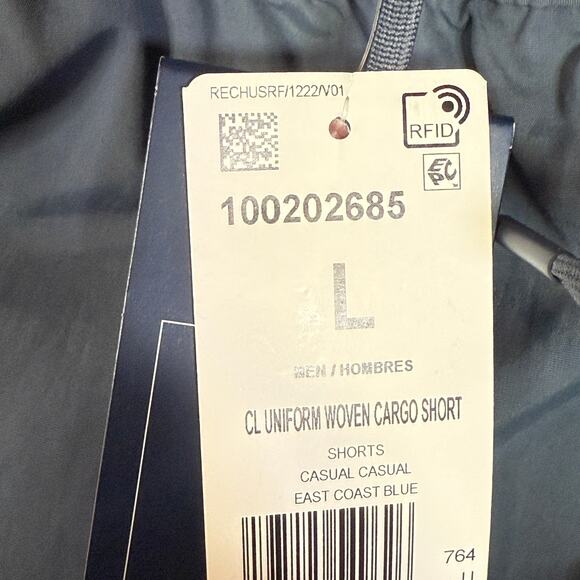 RECHUSRF/1222/V01
RFID
EPC
100202685
L
MEN / HOMBRES
CL UNIFORM WOVEN CARGO SHORT
SHORTS
CASUAL CASUAL
EAST COAST BLUE
764